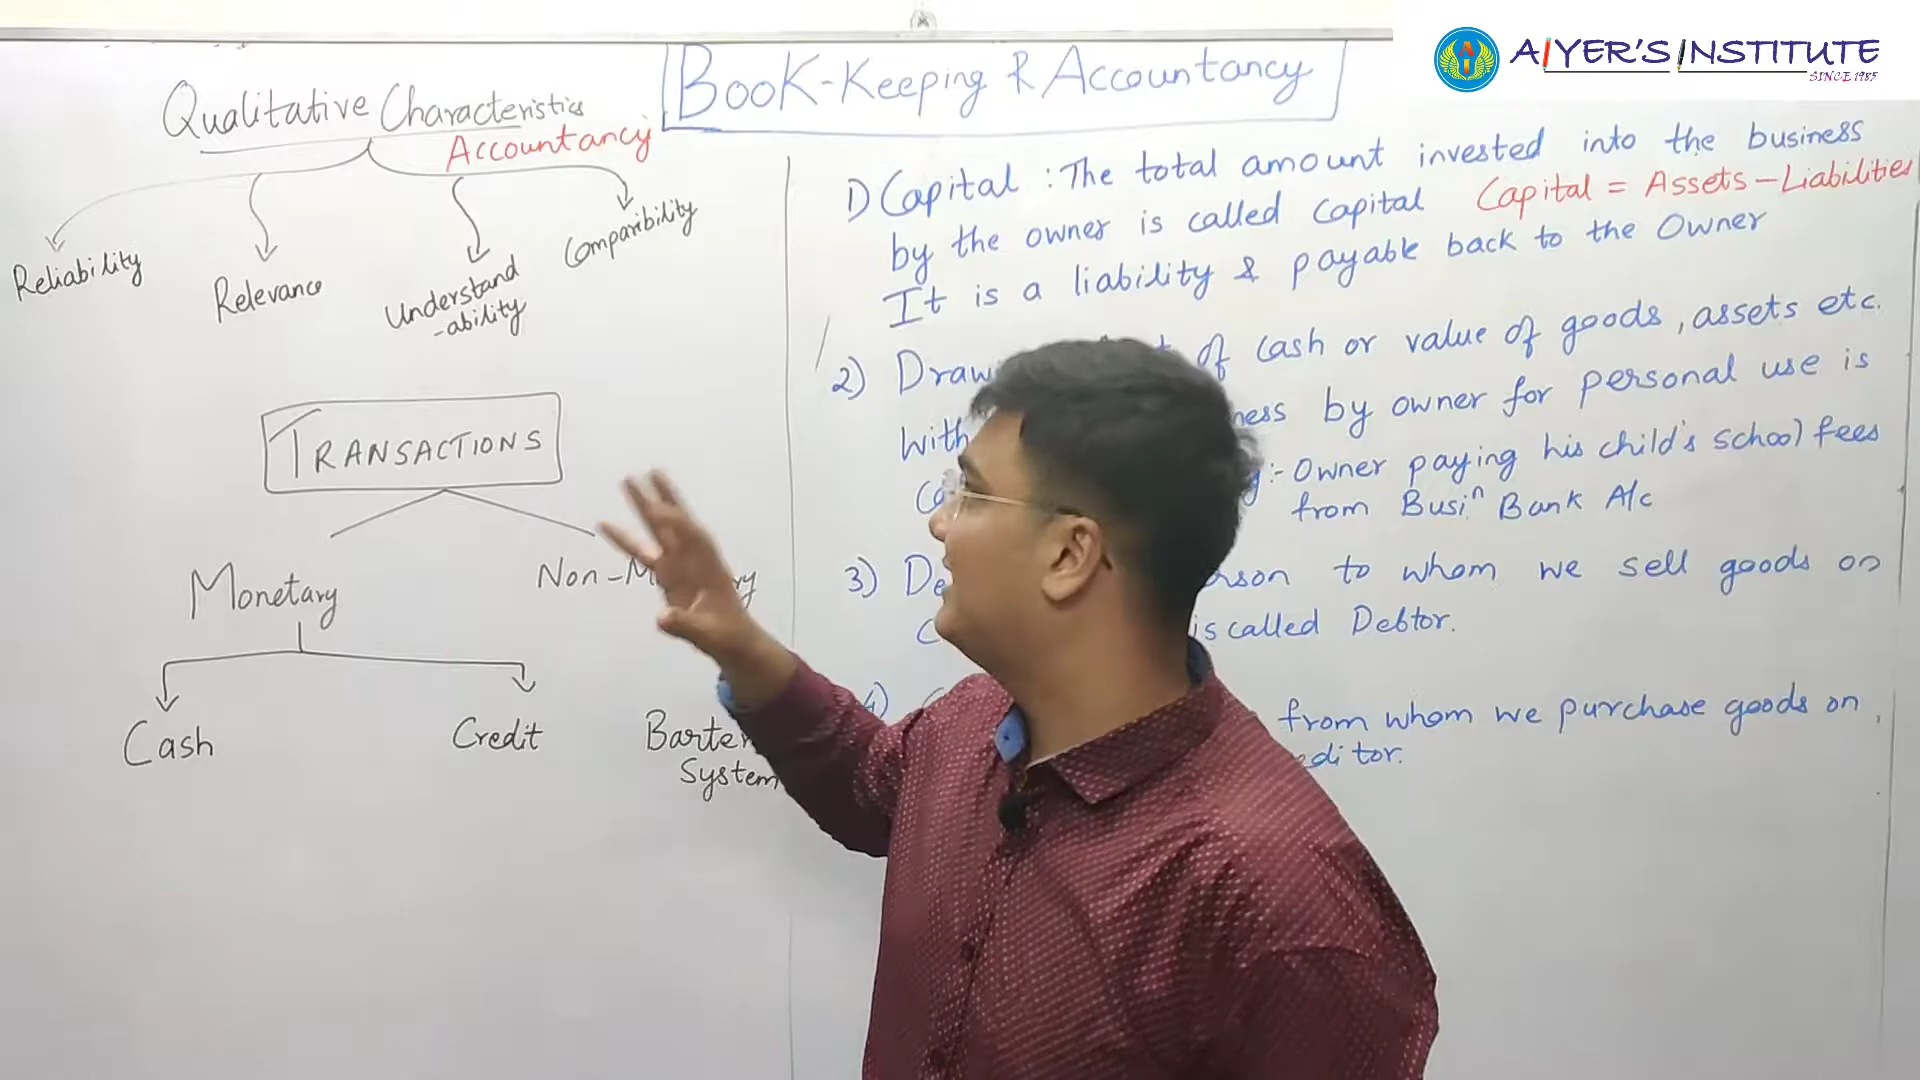 AIYER'S INSTITUTE
SINCE 1985
BOOK-Keeping & Accountancy
Qualitative Characteristics
Accountancy
Reliability
Relevance
Understand
-ability
Comparibility
TRANSACTIONS
Monetary
Non-M ry
Cash
Credit
Barter
System
1) Capital : The total amount invested into the business
by the owner is called Capital Capital = Assets - Liabilities
It is a liability & payable back to the Owner
2) Draw of Cash or value of goods, assets etc.
With ness by owner for personal use is
:- Owner paying his child's school fees
from Busiⁿ Bank A/c
3) De rson to whom we sell goods on
is called Debtor.
4) from whom we purchase goods on
editor.